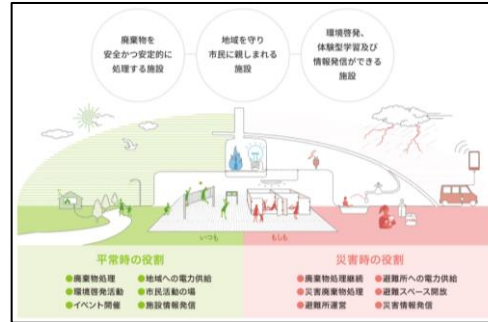 廃棄物を
安全かつ安定的に
処理する施設
地域を守り
市民に親しまれる
施設
環境啓発、
体験型学習及び
情報発信ができる
施設
いつも
もしも
平常時の役割
●廃棄物処理
●地域への電力供給
●環境啓発活動
●市民活動の場
●イベント開催
●施設情報発信
災害時の役割
●廃棄物処理継続
●避難所への電力供給
●災害廃棄物処理
●避難スペース開放
●避難所運営
●災害情報発信